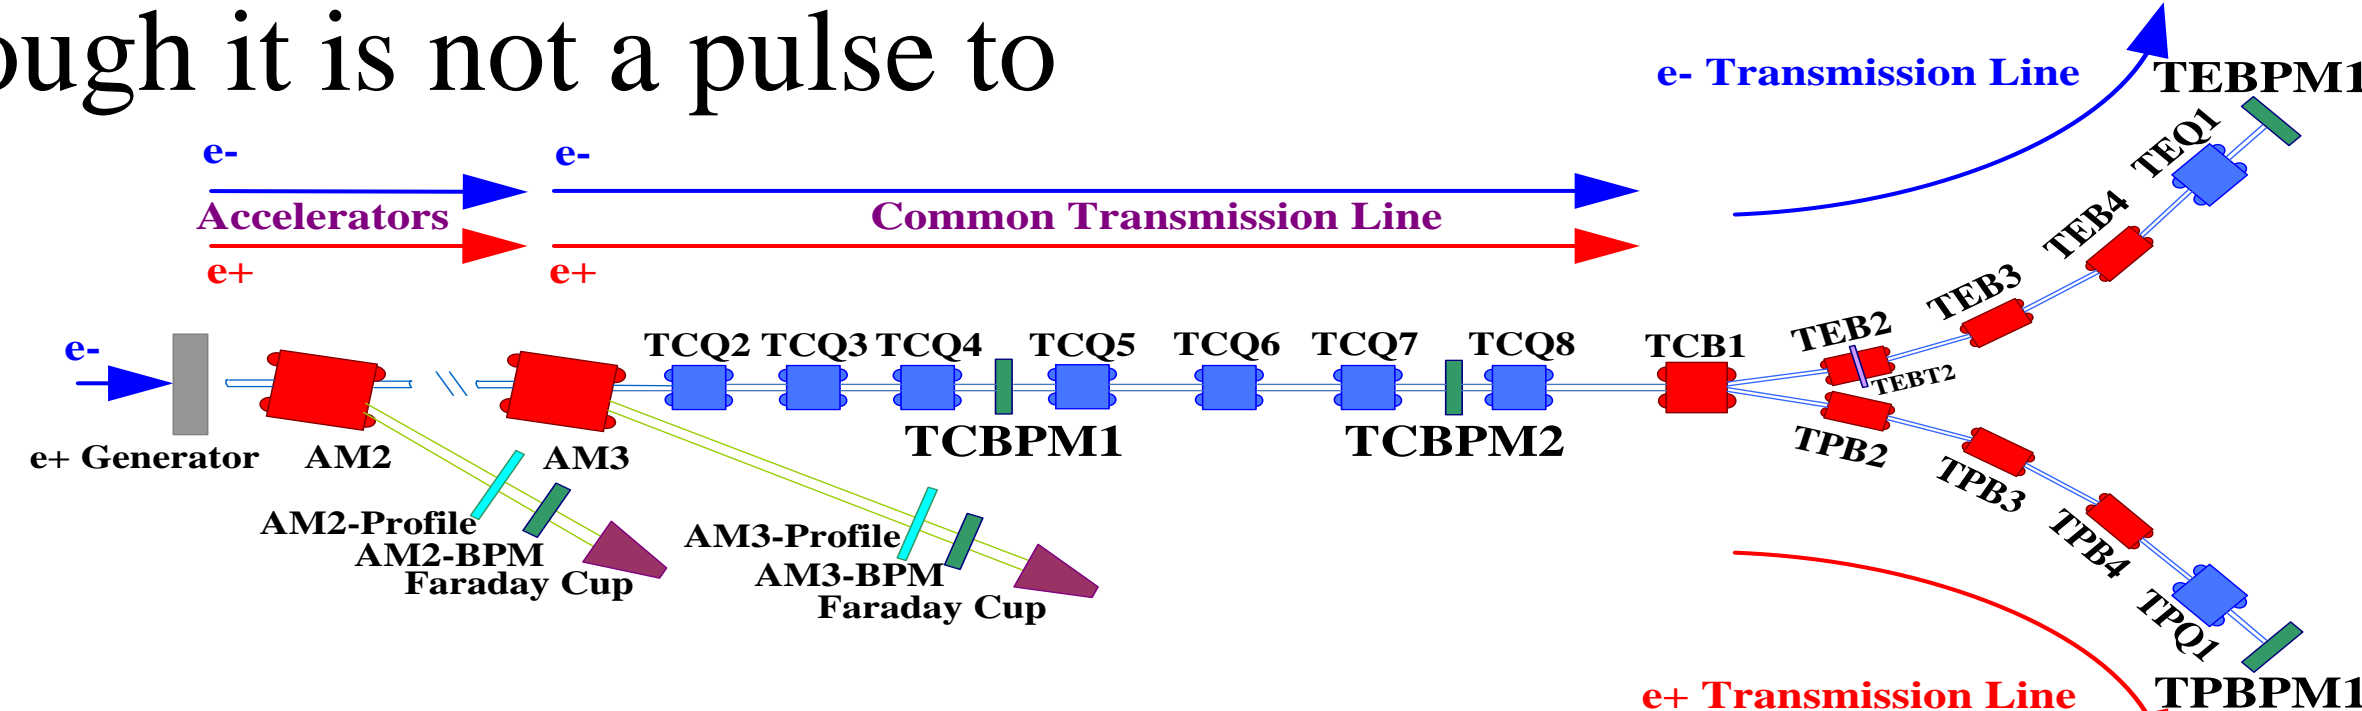 ough it is not a pulse to
e- Transmission Line
TEBPM1
e-
e-
TEQ1
Accelerators
Common Transmission Line
TEB4
e+
e+
TEB3
e-
TCQ2 TCQ3 TCQ4 TCQ5 TCQ6 TCQ7 TCQ8
TCB1
TEB2
TEBT2
e+ Generator
AM2
AM3
TCBPM1
TCBPM2
TPB2
TPB3
AM2-Profile
AM2-BPM
Faraday Cup
AM3-Profile
AM3-BPM
Faraday Cup
TPB4
TPQ1
e+ Transmission Line
TPBPM1